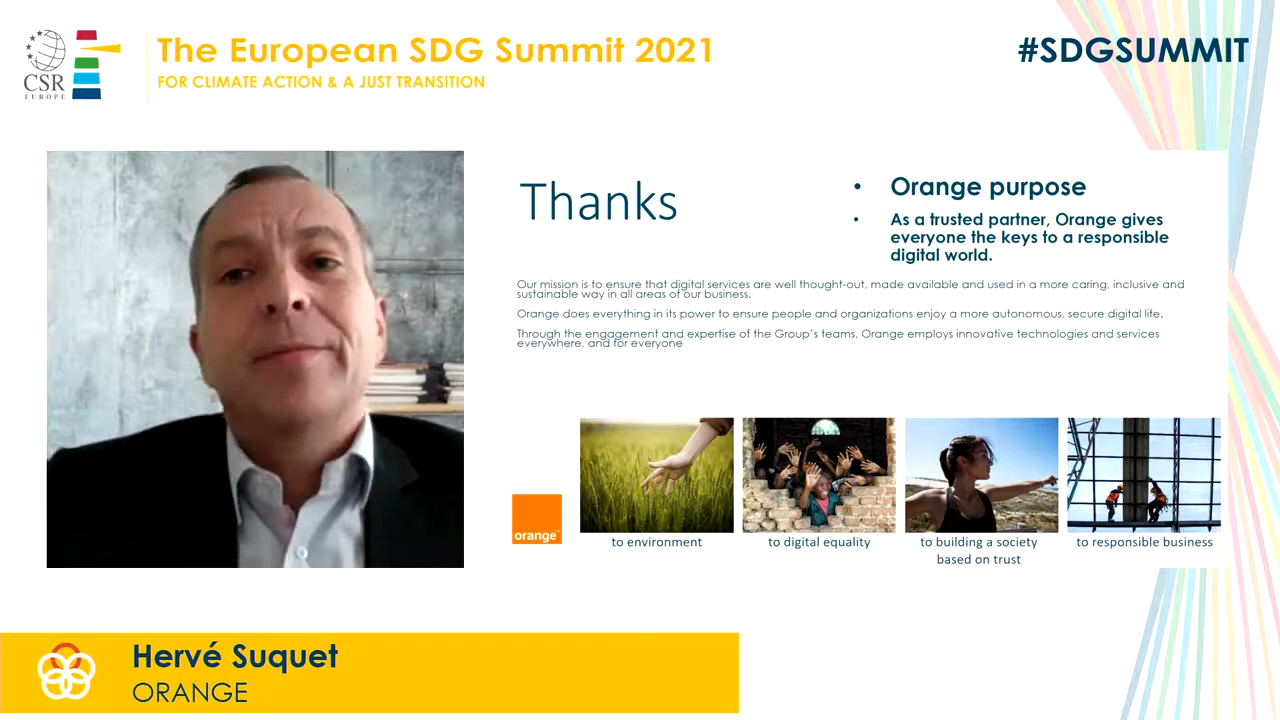 CSR
EUROPE
The European SDG Summit 2021
FOR CLIMATE ACTION & A JUST TRANSITION
#SDGSUMMIT
Thanks
• Orange purpose
• As a trusted partner, Orange gives
everyone the keys to a responsible
digital world.
Our mission is to ensure that digital services are well thought-out, made available and used in a more caring, inclusive and
sustainable way in all areas of our business.
Orange does everything in its power to ensure people and organizations enjoy a more autonomous, secure digital life.
Through the engagement and expertise of the Group's teams, Orange employs innovative technologies and services
everywhere, and for everyone
orange™
to environment
to digital equality
to building a society
based on trust
to responsible business
Hervé Suquet
ORANGE